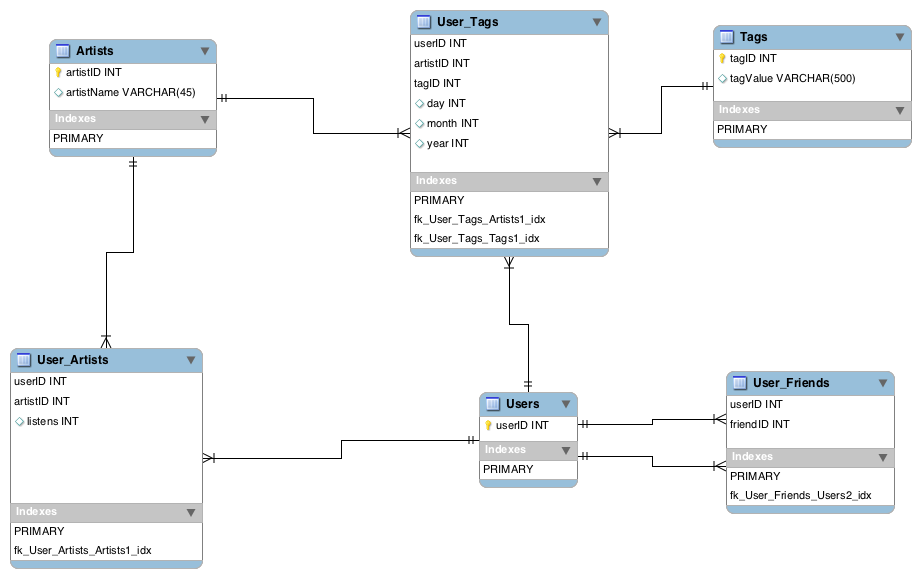 Artists
artistID INT
artistName VARCHAR(45)
Indexes
PRIMARY
User_Tags
userID INT
artistID INT
tagID INT
day INT
month INT
year INT
Indexes
PRIMARY
fk_User_Tags_Artists1_idx
fk_User_Tags_Tags1_idx
Tags
tagID INT
tagValue VARCHAR(500)
Indexes
PRIMARY
User_Artists
userID INT
artistID INT
listens INT
Indexes
PRIMARY
fk_User_Artists_Artists1_idx
Users
userID INT
Indexes
PRIMARY
User_Friends
userID INT
friendID INT
Indexes
PRIMARY
fk_User_Friends_Users2_idx